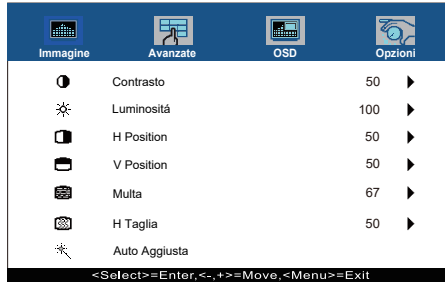 Immagine Avanzate OSD Opzioni
Contrasto 50
Luminositá 100
H Position 50
V Position 50
Multa 67
H Taglia 50
Auto Aggiusta
<Select>=Enter,<-,+>=Move,<Menu>=Exit